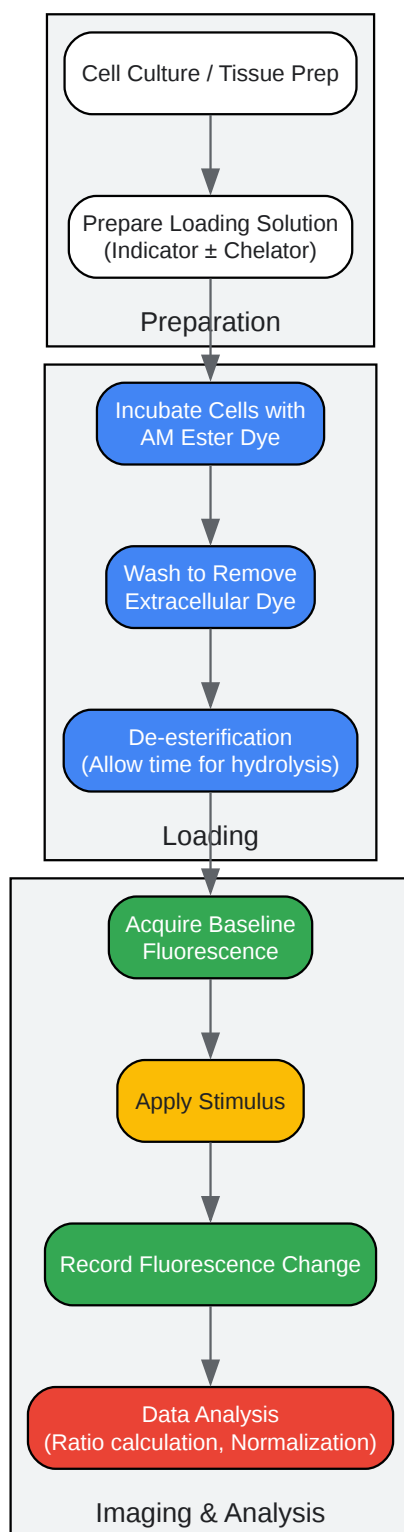 Cell Culture / Tissue Prep
Prepare Loading Solution
(Indicator ± Chelator)
Preparation
Incubate Cells with
AM Ester Dye
Wash to Remove
Extracellular Dye
De-esterification
(Allow time for hydrolysis)
Loading
Acquire Baseline
Fluorescence
Apply Stimulus
Record Fluorescence Change
Data Analysis
(Ratio calculation, Normalization)
Imaging & Analysis